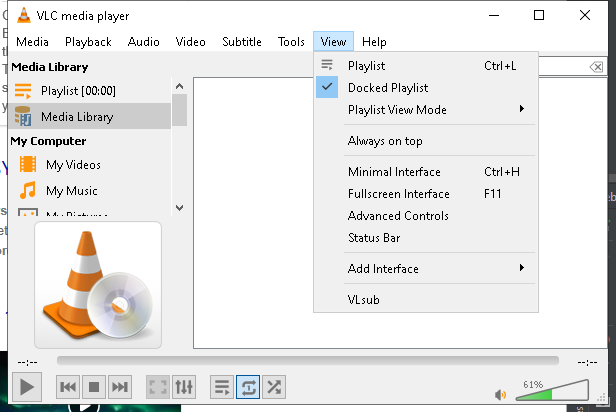 VLC media player
Media Playback Audio Video Subtitle Tools View Help
Media Library
Playlist [00:00]
Media Library
My Computer
My Videos
My Music
My Pictures
Playlist Ctrl+L
Docked Playlist
Playlist View Mode
Always on top
Minimal Interface Ctrl+H
Fullscreen Interface F11
Advanced Controls
Status Bar
Add Interface
VLsub
--:-- --:--
61%